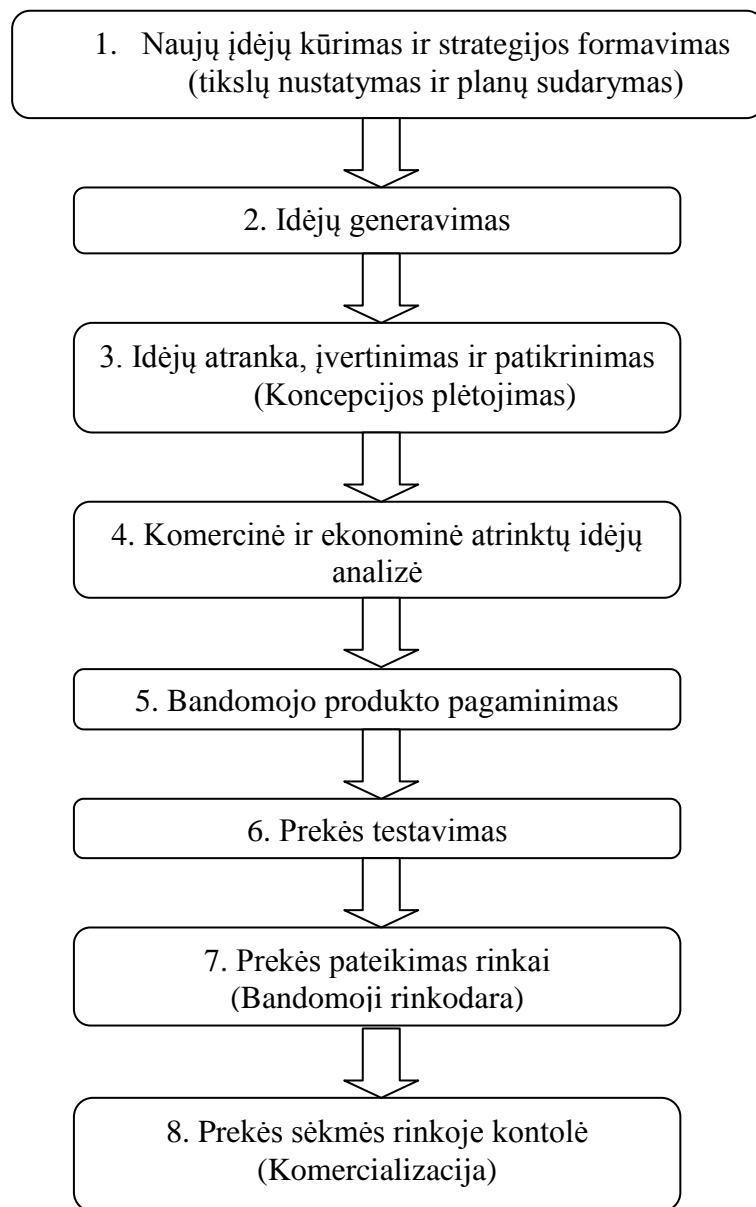 1. Naujų įdėjų kūrimas ir strategijos formavimas
(tikslų nustatymas ir planų sudarymas)
2. Idėjų generavimas
3. Idėjų atranka, įvertinimas ir patikrinimas
(Koncepcijos plėtojimas)
4. Komercinė ir ekonominė atrinktų idėjų
analizė
5. Bandomojo produkto pagaminimas
6. Prekės testavimas
7. Prekės pateikimas rinkai
(Bandomoji rinkodara)
8. Prekės sėkmės rinkoje kontolė
(Komercializacija)